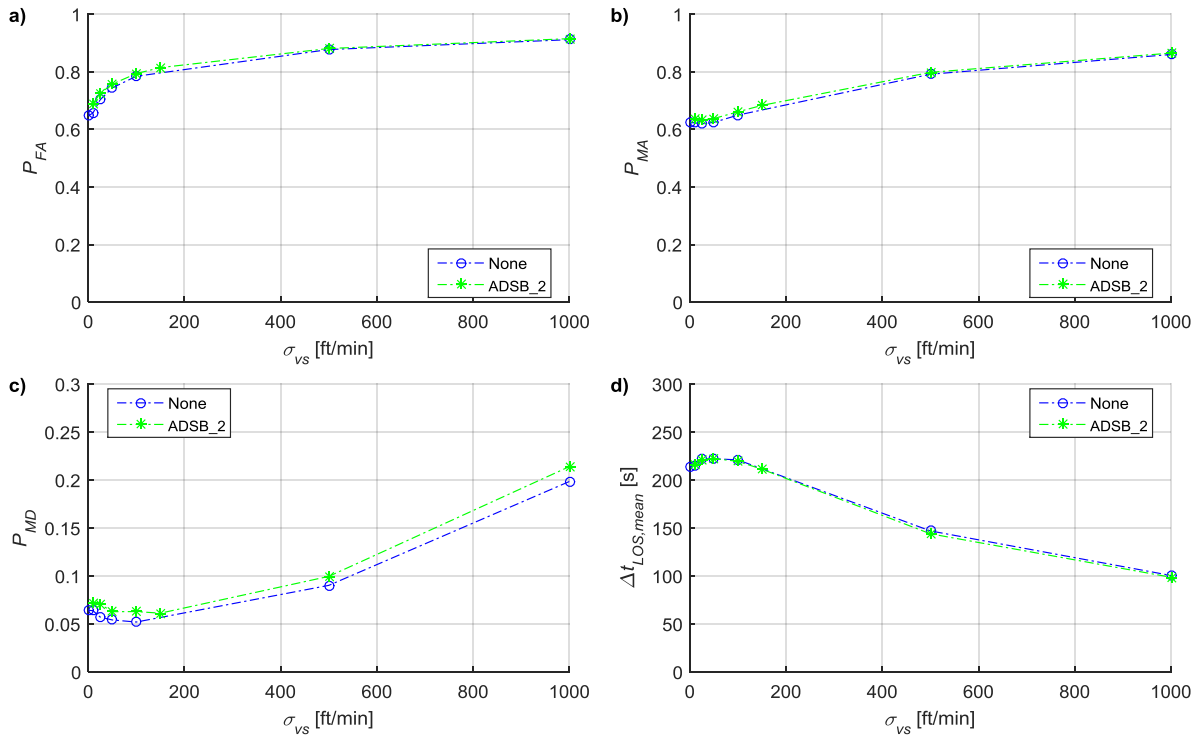 a)
1
0.8
0.6
0.4
0.2
0
P_FA
0 200 400 600 800 1000
σ_vs [ft/min]
None
ADSB_2
b)
1
0.8
0.6
0.4
0.2
0
P_MA
0 200 400 600 800 1000
σ_vs [ft/min]
None
ADSB_2
c)
0.3
0.25
0.2
0.15
0.1
0.05
0
P_MD
0 200 400 600 800 1000
σ_vs [ft/min]
None
ADSB_2
d)
300
250
200
150
100
50
0
Δt_LOS,mean [s]
0 200 400 600 800 1000
σ_vs [ft/min]
None
ADSB_2